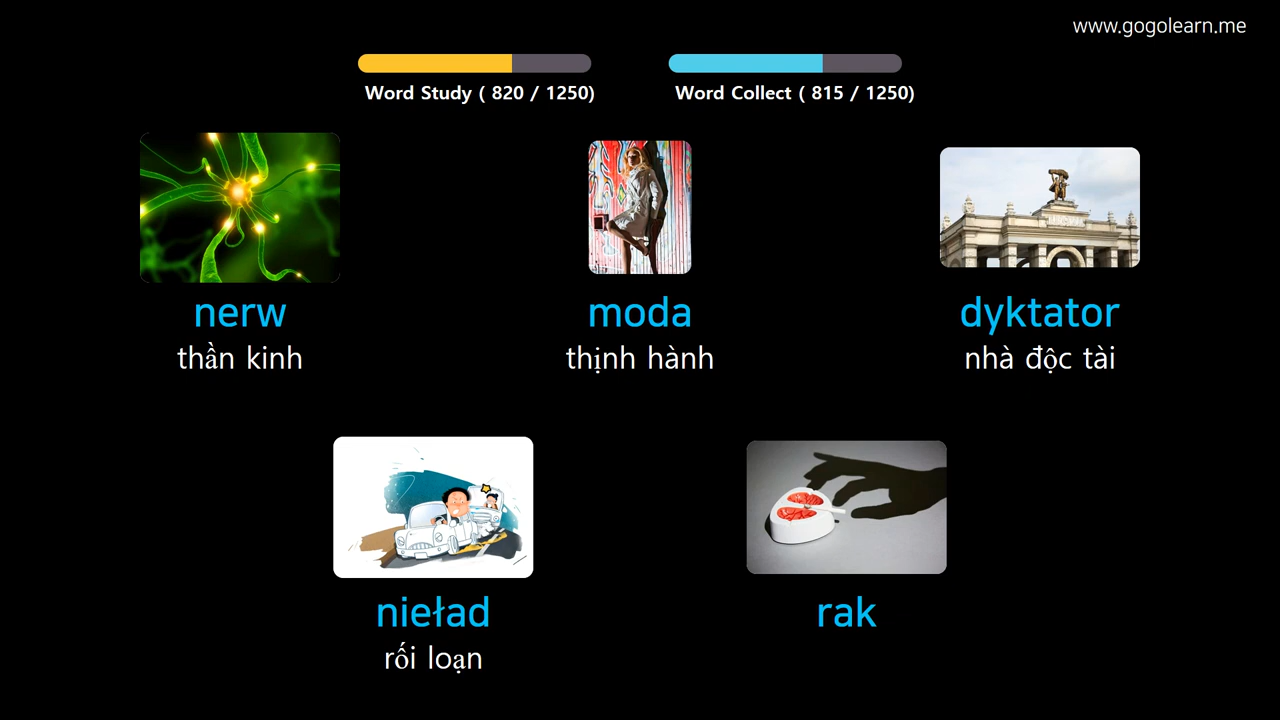 www.gogolearn.me
Word Study ( 820 / 1250)
Word Collect ( 815 / 1250)
nerw
thần kinh
moda
thịnh hành
dyktator
nhà độc tài
nieład
rối loạn
rak